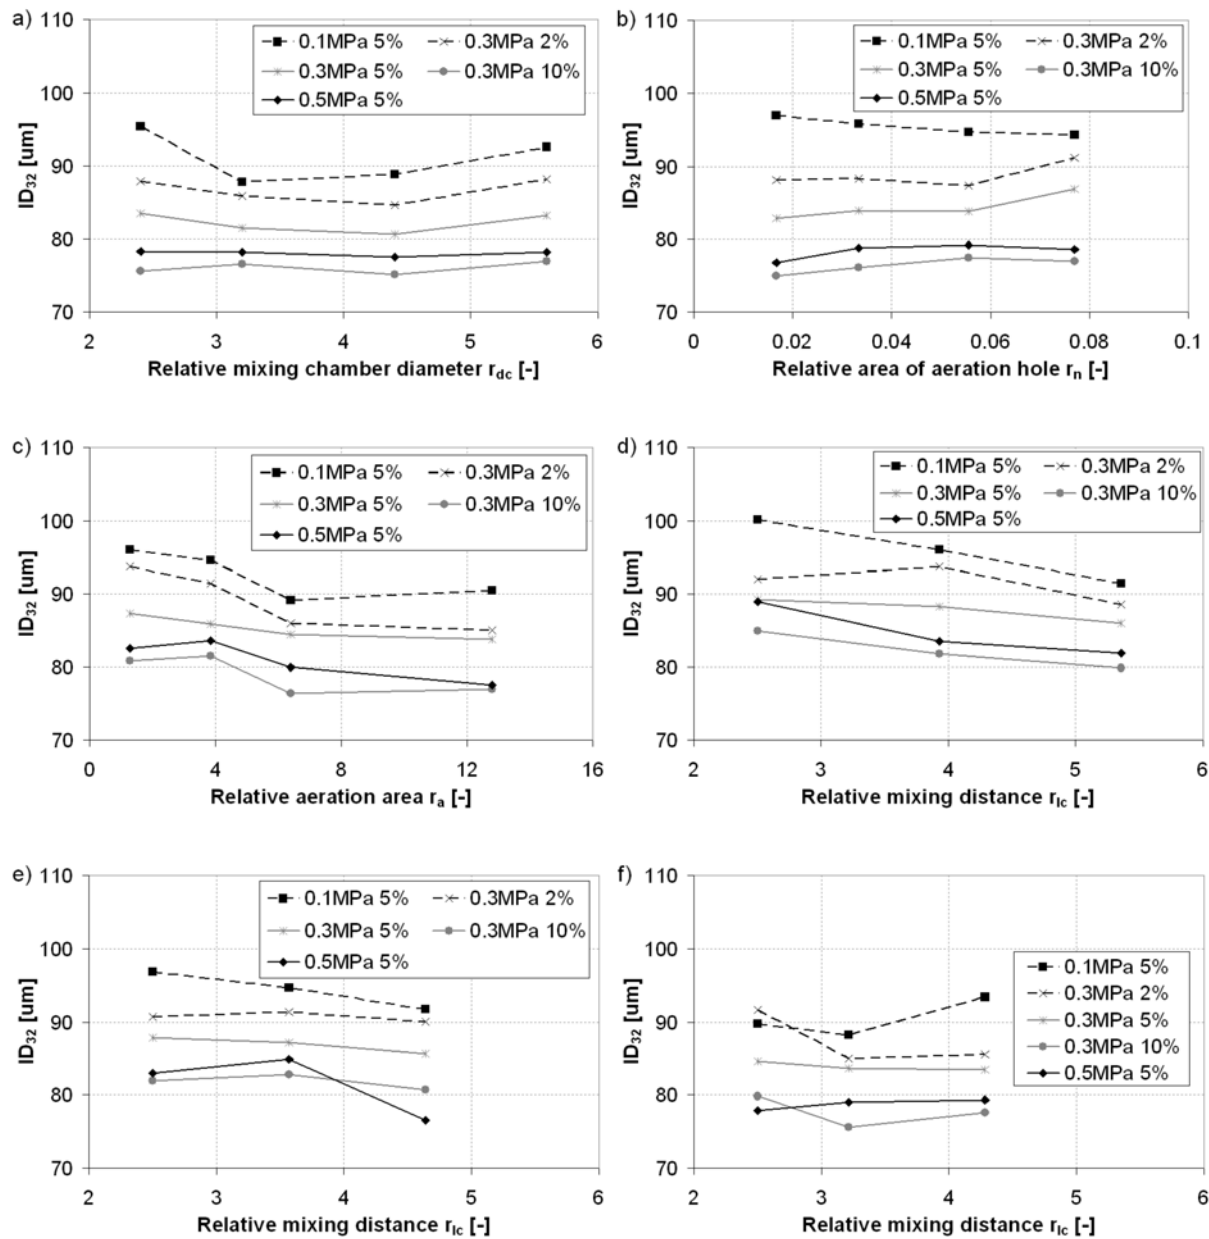 a)
110
100
90
80
70
ID32 [um]
0.1MPa 5%
0.3MPa 2%
0.3MPa 5%
0.3MPa 10%
0.5MPa 5%
2 3 4 5 6
Relative mixing chamber diameter rdc [-]
b)
110
100
90
80
70
ID32 [um]
0.1MPa 5%
0.3MPa 2%
0.3MPa 5%
0.3MPa 10%
0.5MPa 5%
0 0.02 0.04 0.06 0.08 0.1
Relative area of aeration hole rn [-]
c)
110
100
90
80
70
ID32 [um]
0.1MPa 5%
0.3MPa 2%
0.3MPa 5%
0.3MPa 10%
0.5MPa 5%
0 4 8 12 16
Relative aeration area ra [-]
d)
110
100
90
80
70
ID32 [um]
0.1MPa 5%
0.3MPa 2%
0.3MPa 5%
0.3MPa 10%
0.5MPa 5%
2 3 4 5 6
Relative mixing distance rlc [-]
e)
110
100
90
80
70
ID32 [um]
0.1MPa 5%
0.3MPa 2%
0.3MPa 5%
0.3MPa 10%
0.5MPa 5%
2 3 4 5 6
Relative mixing distance rlc [-]
f)
110
100
90
80
70
ID32 [um]
0.1MPa 5%
0.3MPa 2%
0.3MPa 5%
0.3MPa 10%
0.5MPa 5%
2 3 4 5 6
Relative mixing distance rlc [-]